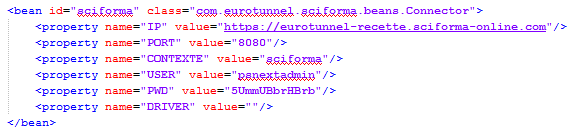 <bean id="sciforma" class="com.eurotunnel.sciforma.beans.Connector">
<property name="IP" value="https://eurotunnel-recette.sciforma-online.com"/>
<property name="PORT" value="8080"/>
<property name="CONTEXTE" value="sciforma"/>
<property name="USER" value="psnextadmin"/>
<property name="PWD" value="5UmmUBbrHBrb"/>
<property name="DRIVER" value=""/>
</bean>